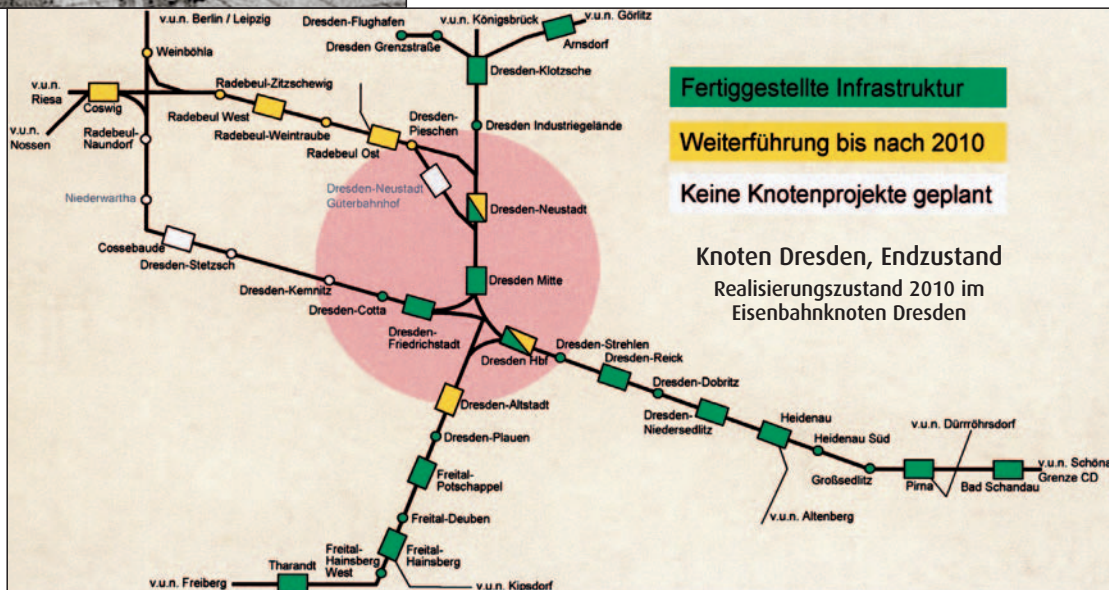 v.u.n. Berlin / Leipzig
Weinböhla
v.u.n.
Riesa
Coswig
v.u.n.
Nossen
Radebeul-
Naundorf
Niederwartha
Cossebaude
Dresden-Stetzsch
Dresden-Kemnitz
Dresden-Cotta
Dresden-
Friedrichstadt
Radebeul-Zitzschewig
Radebeul West
Radebeul-Weintraube
Radebeul Ost
Dresden-
Pieschen
Dresden-Neustadt
Güterbahnhof
Dresden-Flughafen
Dresden Grenzstraße
v.u.n. Königsbrück
v.u.n. Görlitz
Arnsdorf
Dresden-Klotzsche
Dresden Industriegelände
Dresden-Neustadt
Dresden Mitte
Dresden Hbf
Dresden-Strehlen
Dresden-Reick
Dresden-Dobritz
Dresden-
Niedersedlitz
Heidenau
Heidenau Süd
Großsedlitz
v.u.n. Altenberg
v.u.n. Dürrröhrsdorf
Pirna
Bad Schandau
v.u.n. Schöna
Grenze CD
Dresden-Altstadt
Dresden-Plauen
Freital-
Potschappel
Freital-Deuben
Freital-
Hainsberg
West
Freital-
Hainsberg
Tharandt
v.u.n. Freiberg
v.u.n. Kipsdorf
Fertiggestellte Infrastruktur
Weiterführung bis nach 2010
Keine Knotenprojekte geplant
Knoten Dresden, Endzustand
Realisierungszustand 2010 im
Eisenbahnknoten Dresden